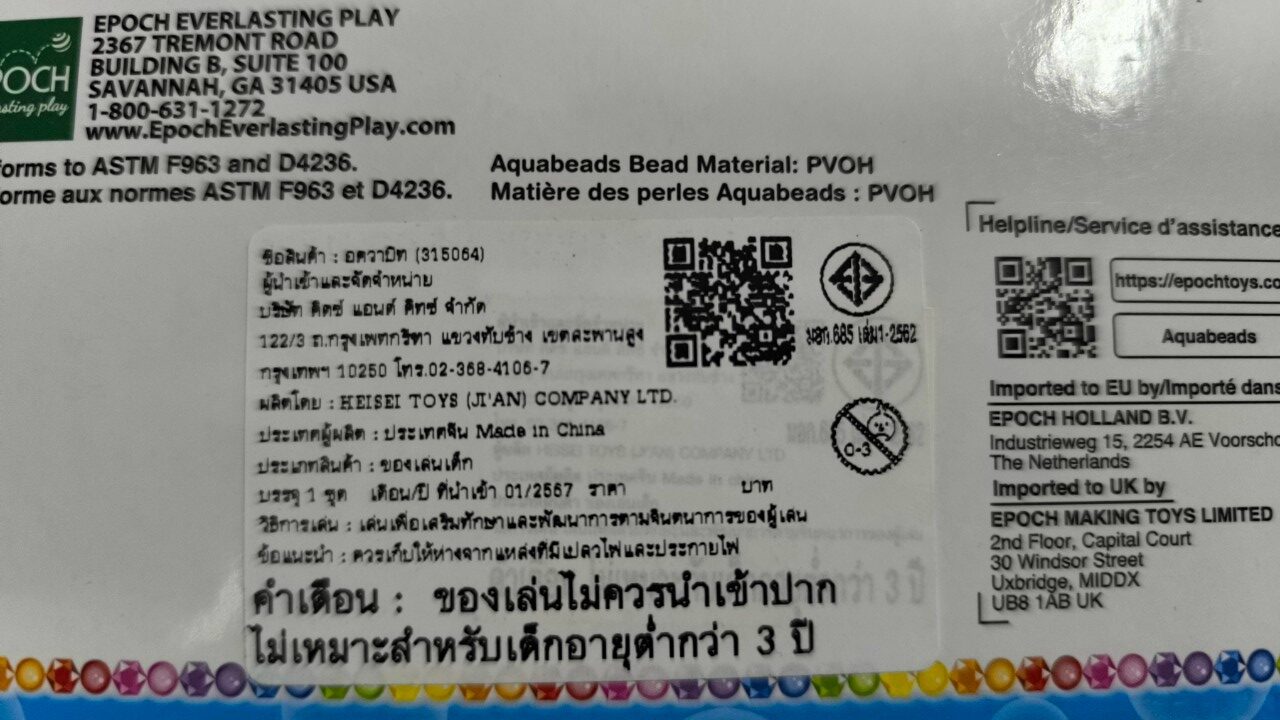 EPOCH EVERLASTING PLAY
2367 TREMONT ROAD
BUILDING B, SUITE 100
SAVANNAH, GA 31405 USA
1-800-631-1272
www.EpochEverlastingPlay.com
POCH
sting play
forms to ASTM F963 and D4236.
orme aux normes ASTM F963 et D4236.
Aquabeads Bead Material: PVOH
Matière des perles Aquabeads : PVOH
ชื่อสินค้า : อควาบีท (315064)
ผู้นำเข้าและจัดจำหน่าย
บริษัท คิดซ์ แอนด์ คิทซ์ จำกัด
122/3 ถ.กรุงเทพกรีฑา แขวงทับช้าง เขตสะพานสูง
กรุงเทพฯ 10250 โทร.02-368-4106-7
ผลิตโดย : HEISEI TOYS (JI'AN) COMPANY LTD.
ประเทศผู้ผลิต : ประเทศจีน Made in China
ประเภทสินค้า : ของเล่นเด็ก
บรรจุ 1 ชุด เดือน/ปี ที่นำเข้า 01/2567 ราคา บาท
วิธีการเล่น : เล่นเพื่อเสริมทักษะและพัฒนาการตามจินตนาการของผู้เล่น
ข้อแนะนำ : ควรเก็บให้ห่างจากแหล่งที่มีเปลวไฟและประกายไฟ
คำเตือน : ของเล่นไม่ควรนำเข้าปาก
ไม่เหมาะสำหรับเด็กอายุต่ำกว่า 3 ปี
มอก.685 เล่ม1-2562
0-3
Helpline/Service d'assistance
https://epochtoys.co
Aquabeads
Imported to EU by/Importé dans
EPOCH HOLLAND B.V.
Industrieweg 15, 2254 AE Voorscho
The Netherlands
Imported to UK by
EPOCH MAKING TOYS LIMITED
2nd Floor, Capital Court
30 Windsor Street
Uxbridge, MIDDX
UB8 1AB UK